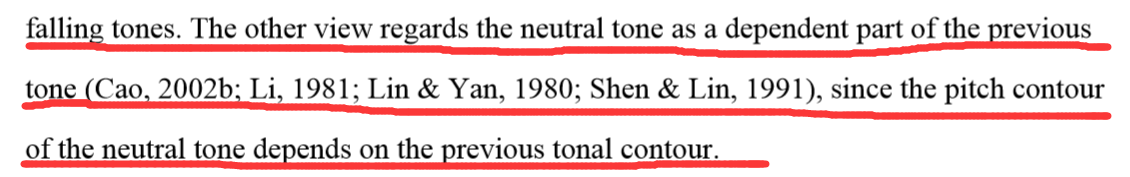 falling tones. The other view regards the neutral tone as a dependent part of the previous
tone (Cao, 2002b; Li, 1981; Lin & Yan, 1980; Shen & Lin, 1991), since the pitch contour
of the neutral tone depends on the previous tonal contour.